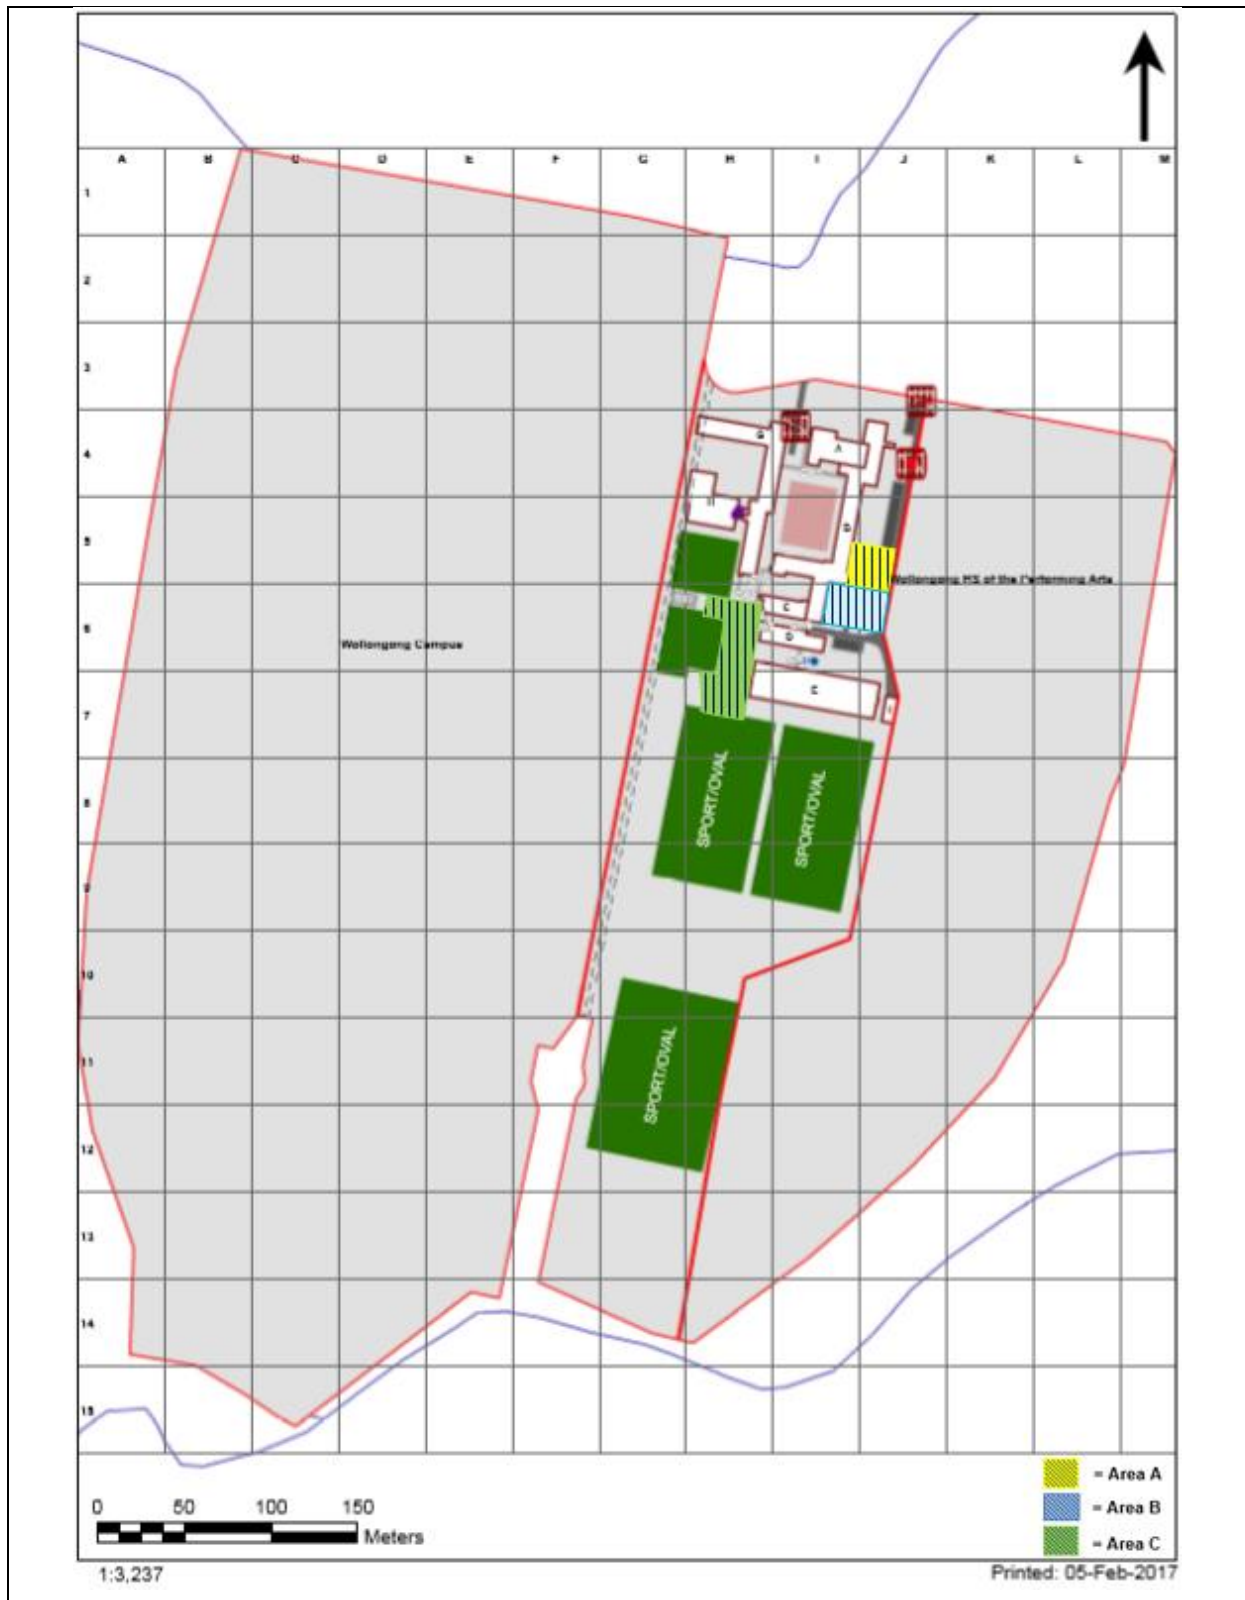 A B C D E F G H I J K L M
1
2
3
4
G
A
5
H
B
Wollongong HS of the Performing Arts
C
6
D
Wollongong Campus
E
7
8
SPORT/OVAL
SPORT/OVAL
9
10
11
SPORT/OVAL
12
13
14
15
= Area A
0 50 100 150
= Area B
Meters
= Area C
1:3,237
Printed: 05-Feb-2017